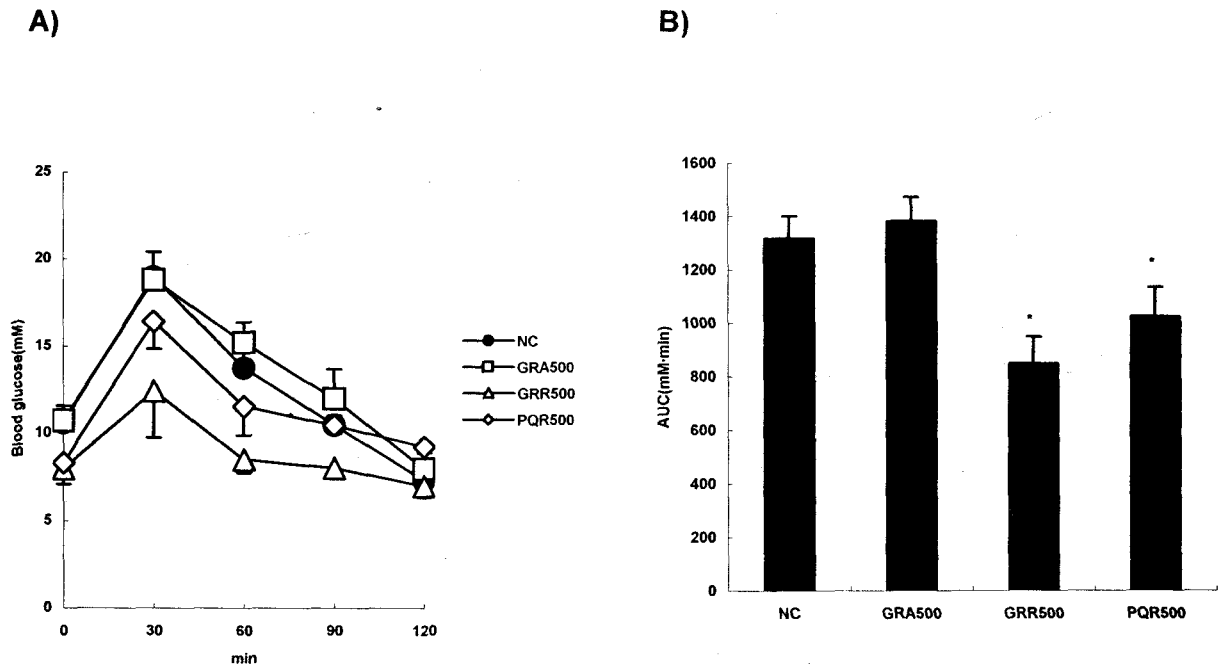 A)
B)
25
20
15
10
5
0
Blood glucose(mM)
0 30 60 90 120
min
NC
GRA500
GRR500
PQR500
1600
1400
1200
1000
800
600
400
200
0
AUC(mM·min)
* *
NC GRA500 GRR500 PQR500